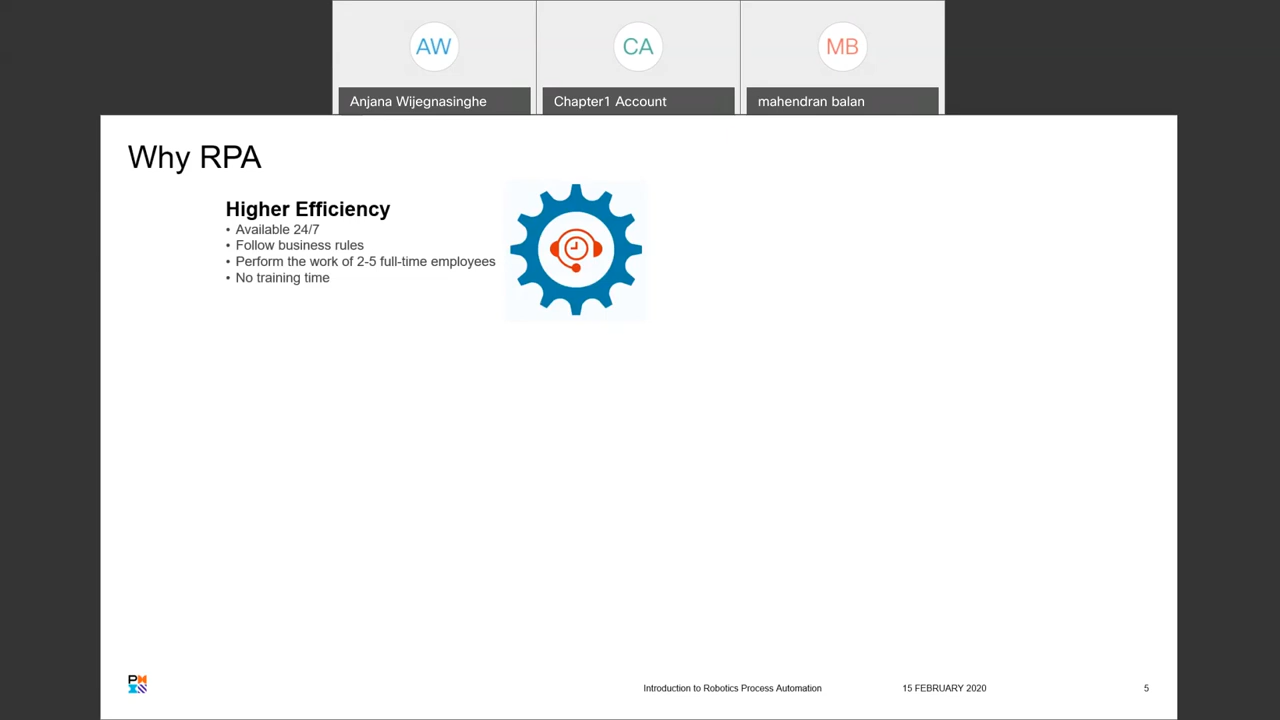 AW
CA
MB
Anjana Wijegnasinghe
Chapter1 Account
mahendran balan
Why RPA
Higher Efficiency
• Available 24/7
• Follow business rules
• Perform the work of 2-5 full-time employees
• No training time
Introduction to Robotics Process Automation
15 FEBRUARY 2020
5